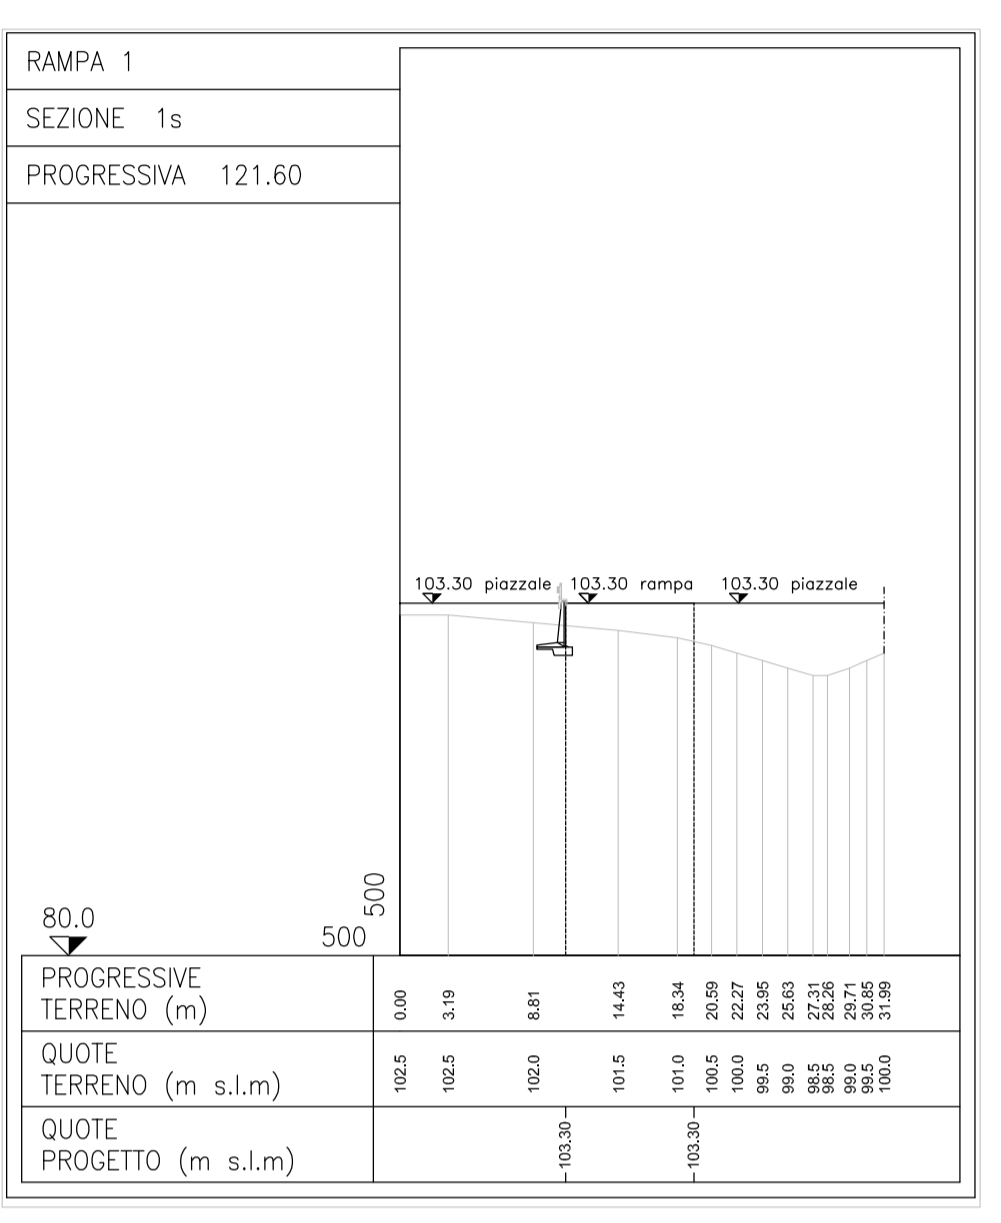 RAMPA 1
SEZIONE 1s
PROGRESSIVA 121.60
103.30 piazzale
103.30 rampa
103.30 piazzale
80.0
500
500
PROGRESSIVE
TERRENO (m)
0.00 3.19 8.81 14.43 18.34 20.59 22.27 23.95 25.63 27.31 28.26 29.71 30.85 31.99
QUOTE
TERRENO (m s.l.m)
102.5 102.5 102.0 101.5 101.0 100.5 100.0 99.5 99.0 98.5 98.5 99.0 99.5 100.0
QUOTE
PROGETTO (m s.l.m)
103.30 103.30